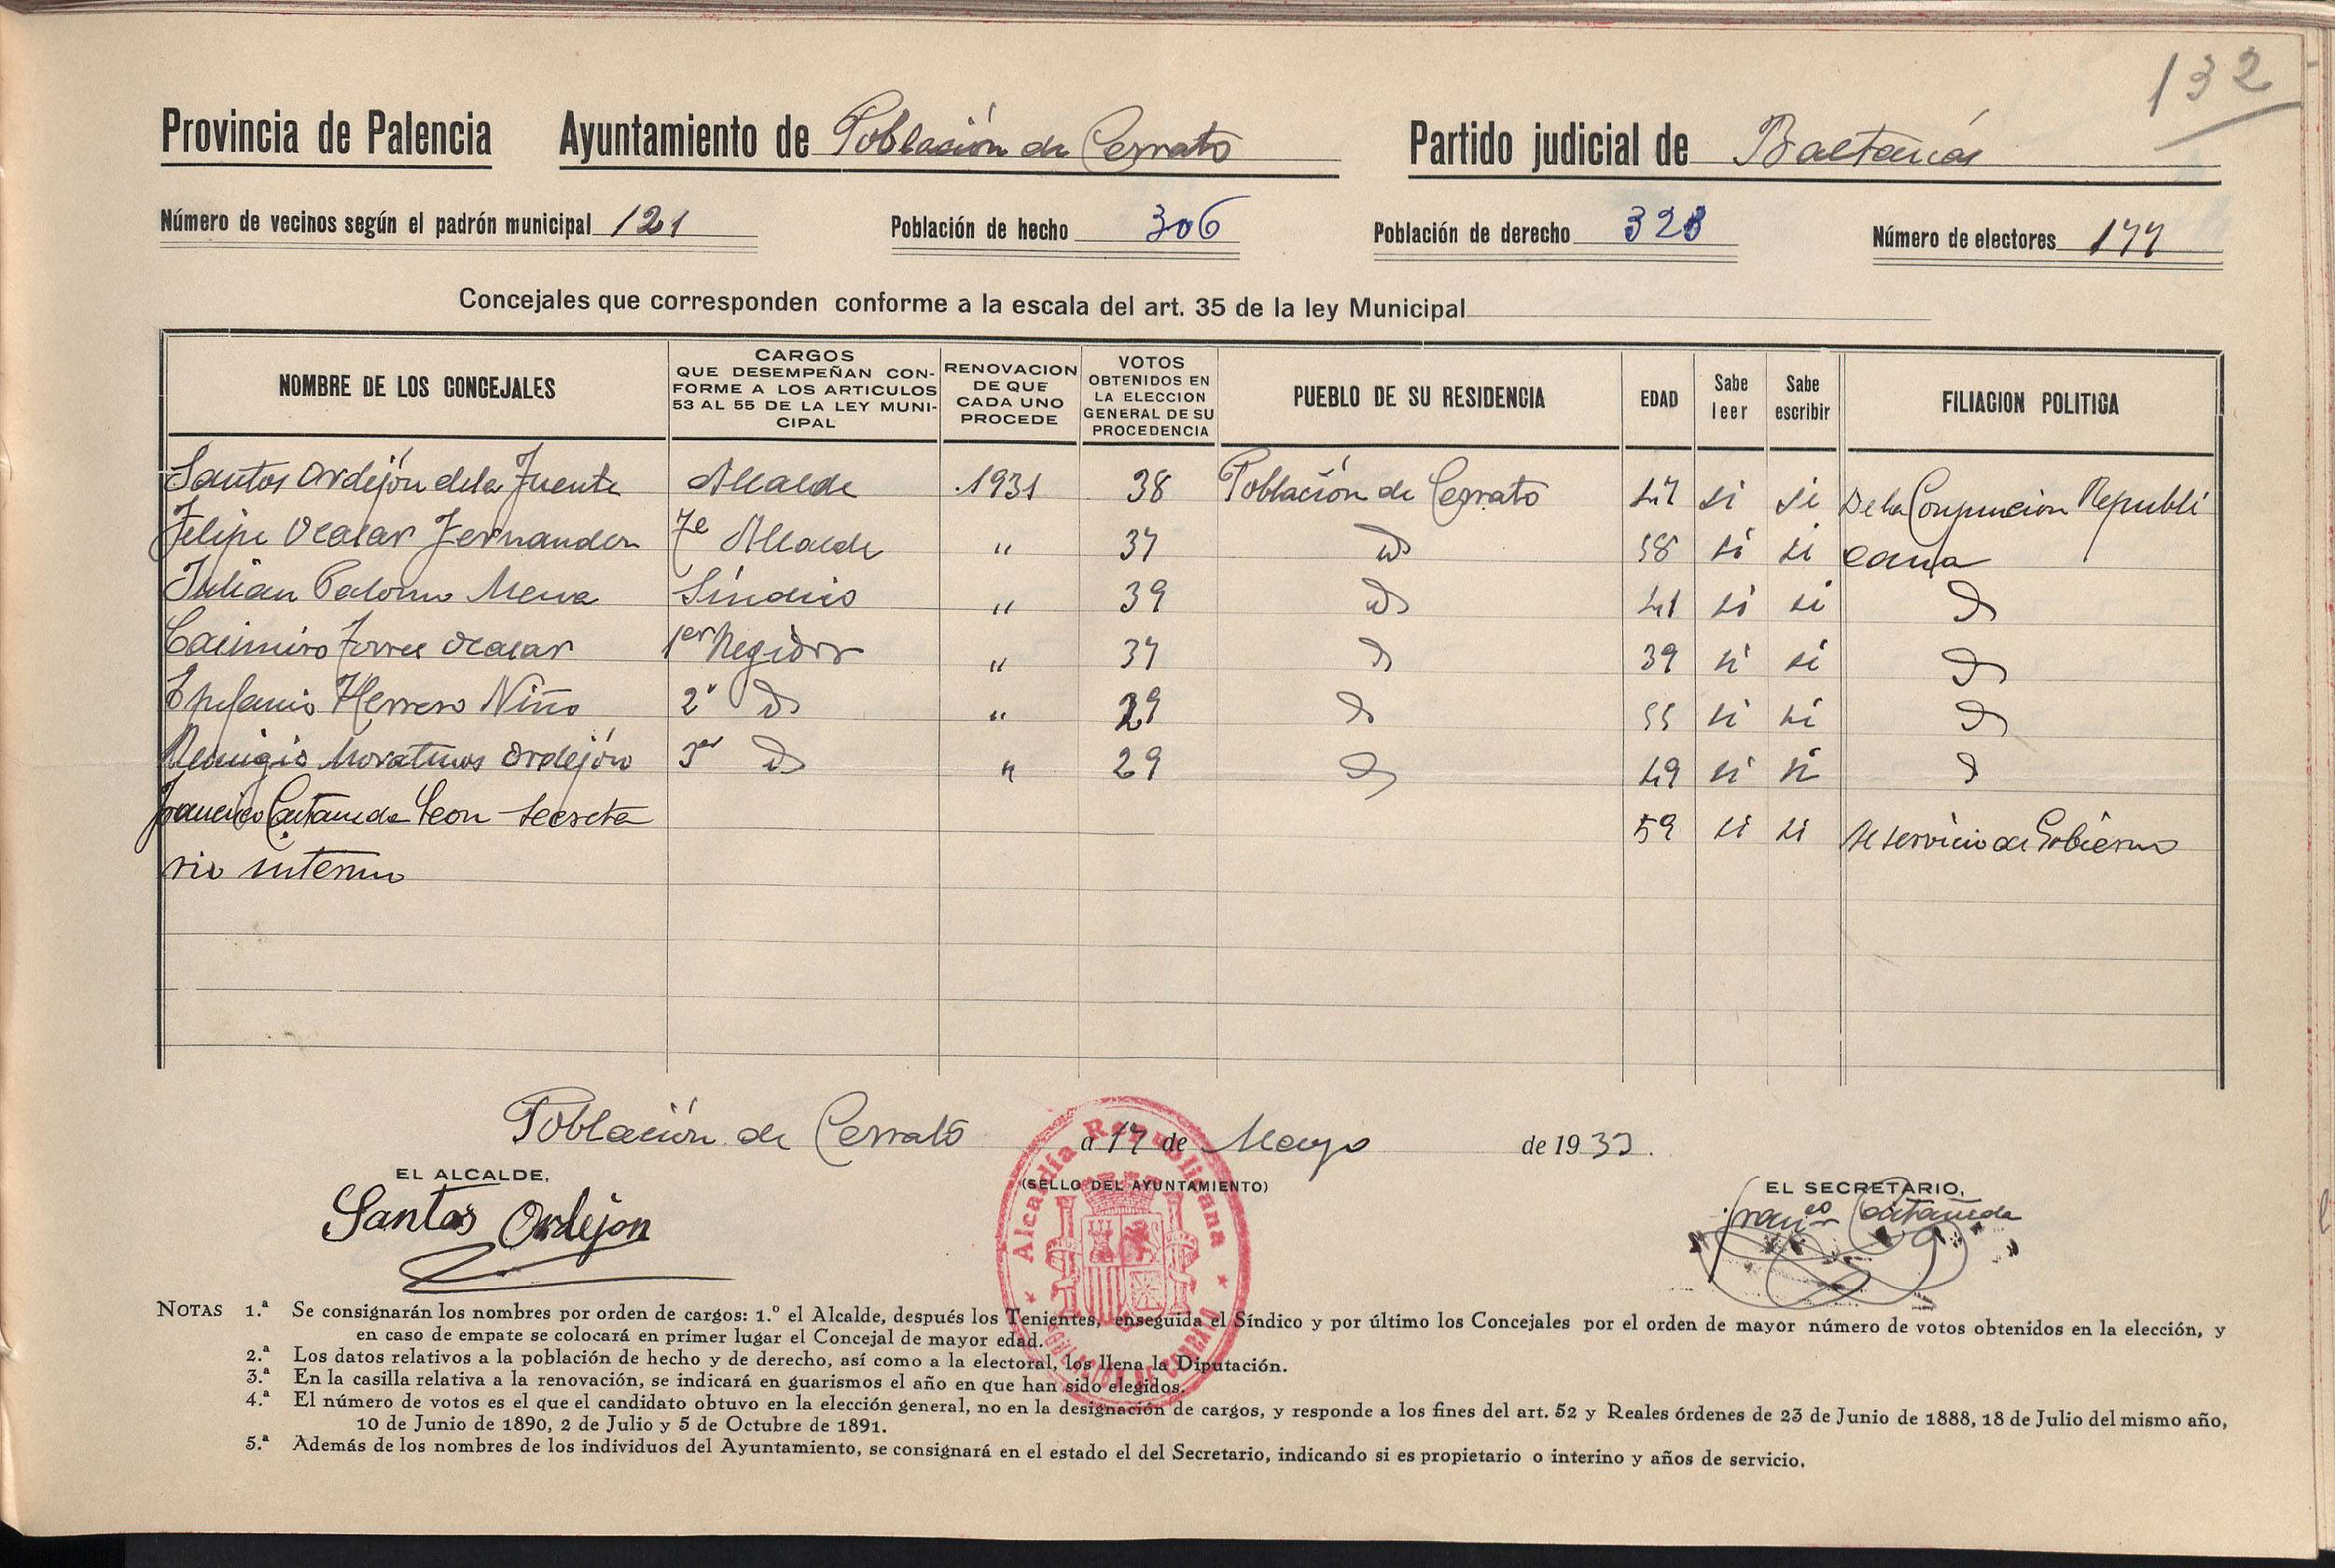 132
Provincia de Palencia Ayuntamiento de Población de Cerrato Partido judicial de Baltanás
Número de vecinos según el padrón municipal 121 Población de hecho 306 Población de derecho 328 Número de electores 177
Concejales que corresponden conforme a la escala del art. 35 de la ley Municipal
NOMBRE DE LOS CONCEJALES
CARGOS
QUE DESEMPEÑAN CON-
FORME A LOS ARTICULOS
53 AL 55 DE LA LEY MUNI-
CIPAL
RENOVACION
DE QUE
CADA UNO
PROCEDE
VOTOS
OBTENIDOS EN
LA ELECCION
GENERAL DE SU
PROCEDENCIA
PUEBLO DE SU RESIDENCIA
EDAD
Sabe
leer
Sabe
escribir
FILIACION POLITICA
Santos Ordejón de la Fuente Alcalde 1931 38 Población de Cerrato 47 si si De la Conjuncion Republi
Felipe Ocasar Fernandez Te Alcalde " 37 id 58 si si cana
Julian Palomo Mena Síndico " 39 id 41 si si id
Casimiro Torres Ocasar 1er Regidor " 37 id 39 si si id
Epifanio Herrero Niño 2º id " 29 id 55 si si id
Remigio Moratinos Ordejón 3er id " 29 id 49 si si id
Francisco Castañeda Leon Secreta 59 si si Al servicio de Gobierno
rio interino
Población de Cerrato a 17 de Mayo de 1933.
EL ALCALDE, (SELLO DEL AYUNTAMIENTO) EL SECRETARIO,
Santos Ordejon Franco Castañeda
Alcaldía Republicana
POBLACION DE CERRATO
NOTAS 1.ª Se consignarán los nombres por orden de cargos: 1.º el Alcalde, después los Tenientes, enseguida el Síndico y por último los Concejales por el orden de mayor número de votos obtenidos en la elección, y
en caso de empate se colocará en primer lugar el Concejal de mayor edad.
2.ª Los datos relativos a la población de hecho y de derecho, así como a la electoral, los llena la Diputación.
3.ª En la casilla relativa a la renovación, se indicará en guarismos el año en que han sido elegidos.
4.ª El número de votos es el que el candidato obtuvo en la elección general, no en la designación de cargos, y responde a los fines del art. 52 y Reales órdenes de 23 de Junio de 1888, 18 de Julio del mismo año,
10 de Junio de 1890, 2 de Julio y 5 de Octubre de 1891.
5.ª Además de los nombres de los individuos del Ayuntamiento, se consignará en el estado el del Secretario, indicando si es propietario o interino y años de servicio.